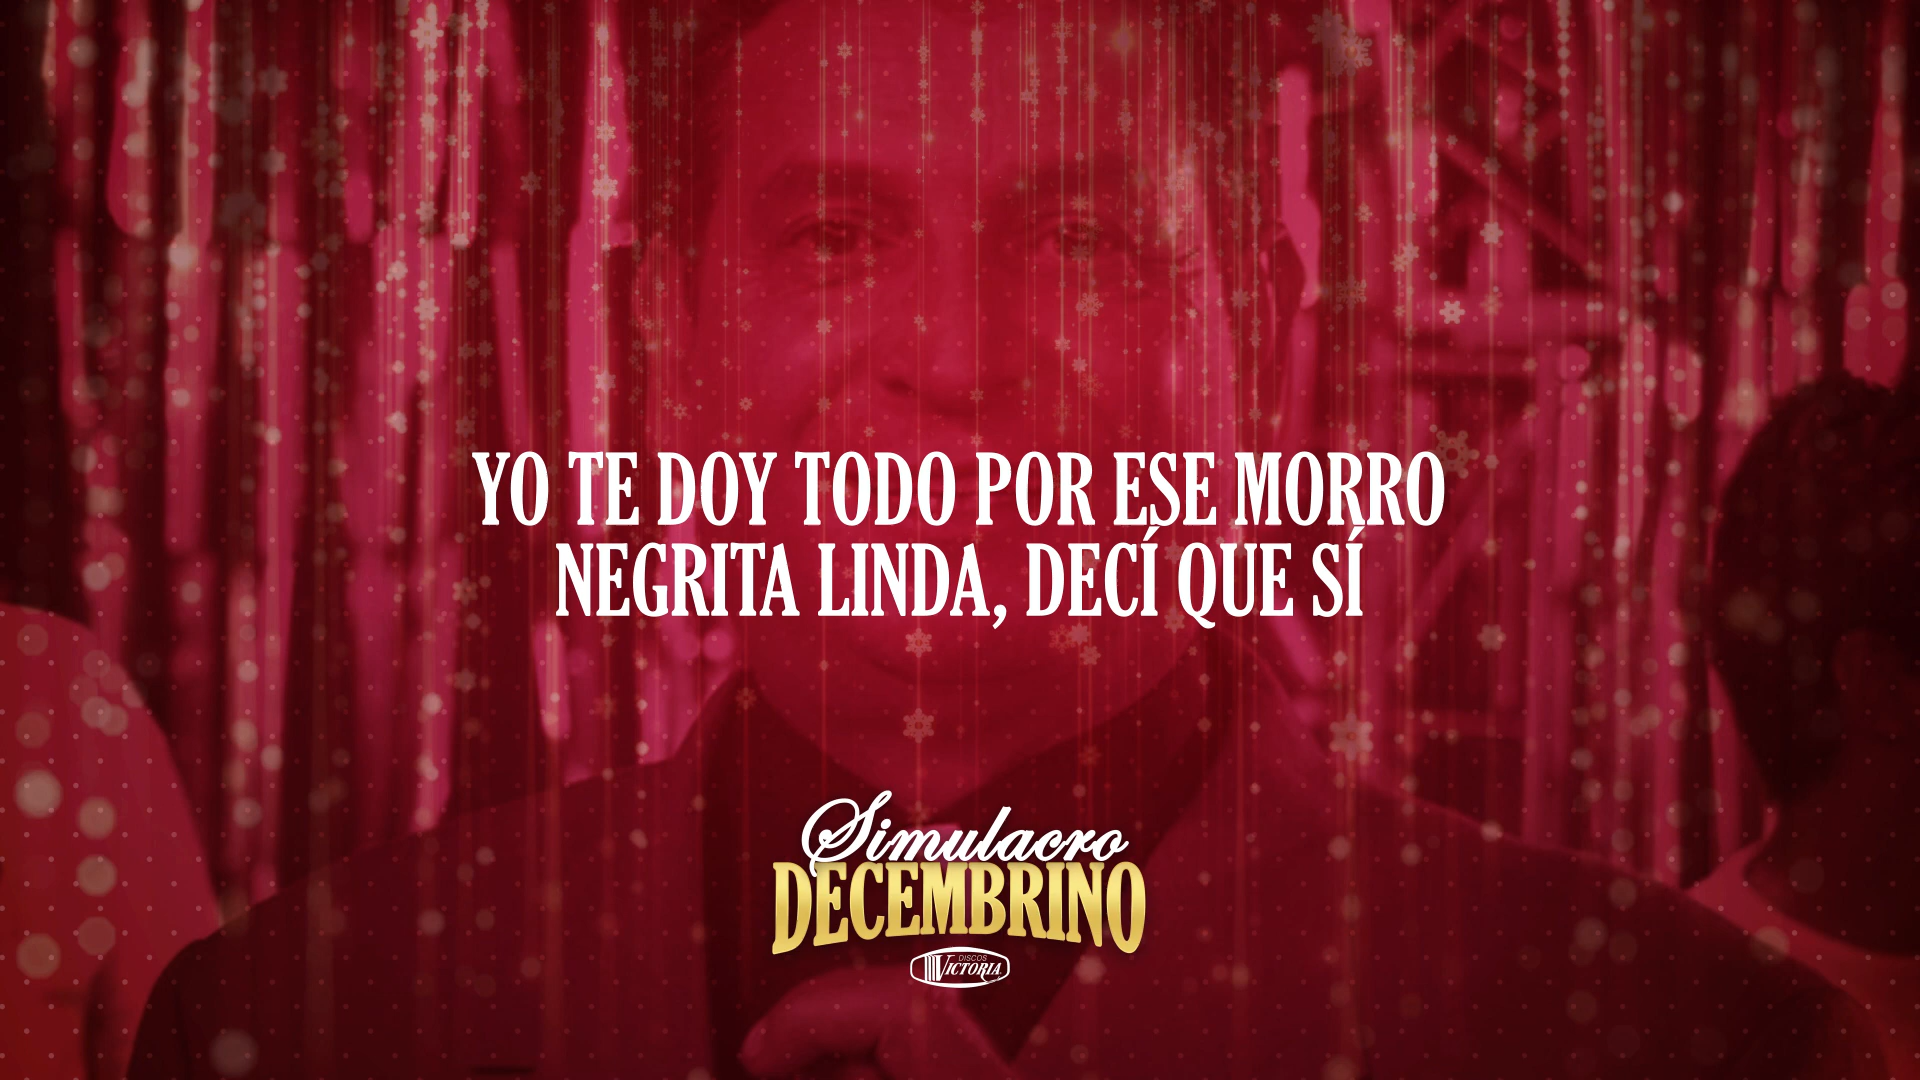 YO TE DOY TODO POR ESE MORRO
NEGRITA LINDA, DECÍ QUE SÍ
Simulacro
DECEMBRINO
DISCOS
VICTORIA